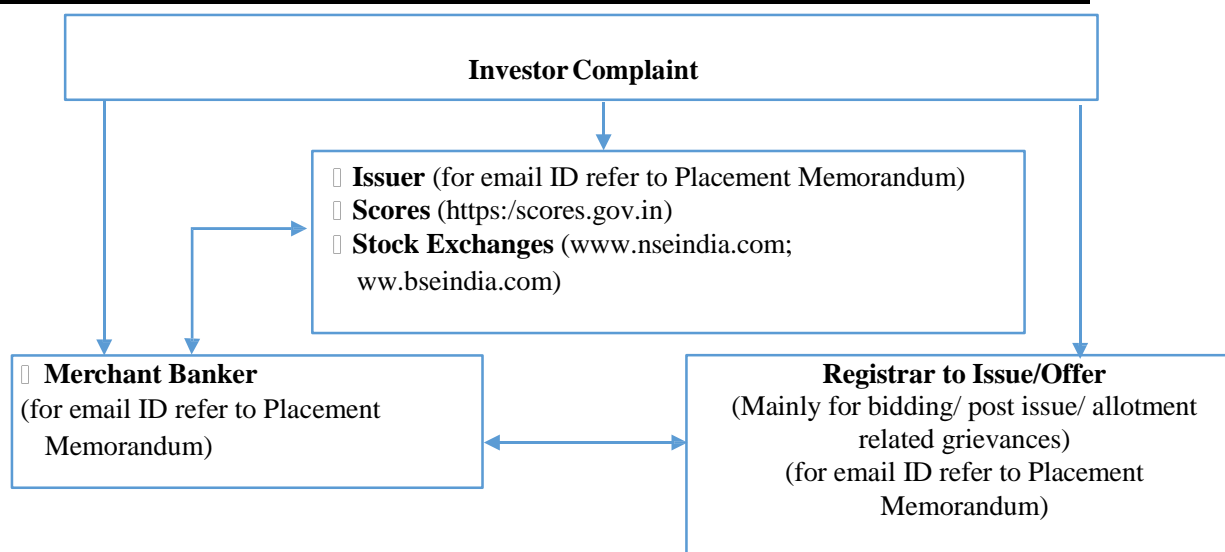 Investor Complaint
Issuer (for email ID refer to Placement Memorandum)
Scores (https:/scores.gov.in)
Stock Exchanges (www.nseindia.com;
ww.bseindia.com)
Merchant Banker
(for email ID refer to Placement
Memorandum)
Registrar to Issue/Offer
(Mainly for bidding/ post issue/ allotment
related grievances)
(for email ID refer to Placement
Memorandum)